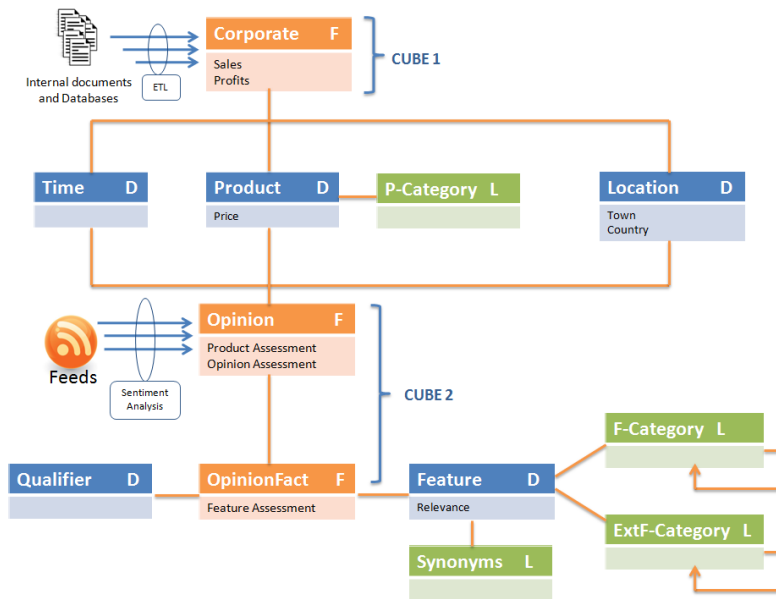 Corporate F
Sales
Profits
CUBE 1
Internal documents
and Databases
ETL
Time D
Product D
Price
P-Category L
Location D
Town
Country
Opinion F
Product Assessment
Opinion Assessment
Feeds
Sentiment
Analysis
CUBE 2
F-Category L
Qualifier D
OpinionFact F
Feature Assessment
Feature D
Relevance
ExtF-Category L
Synonyms L